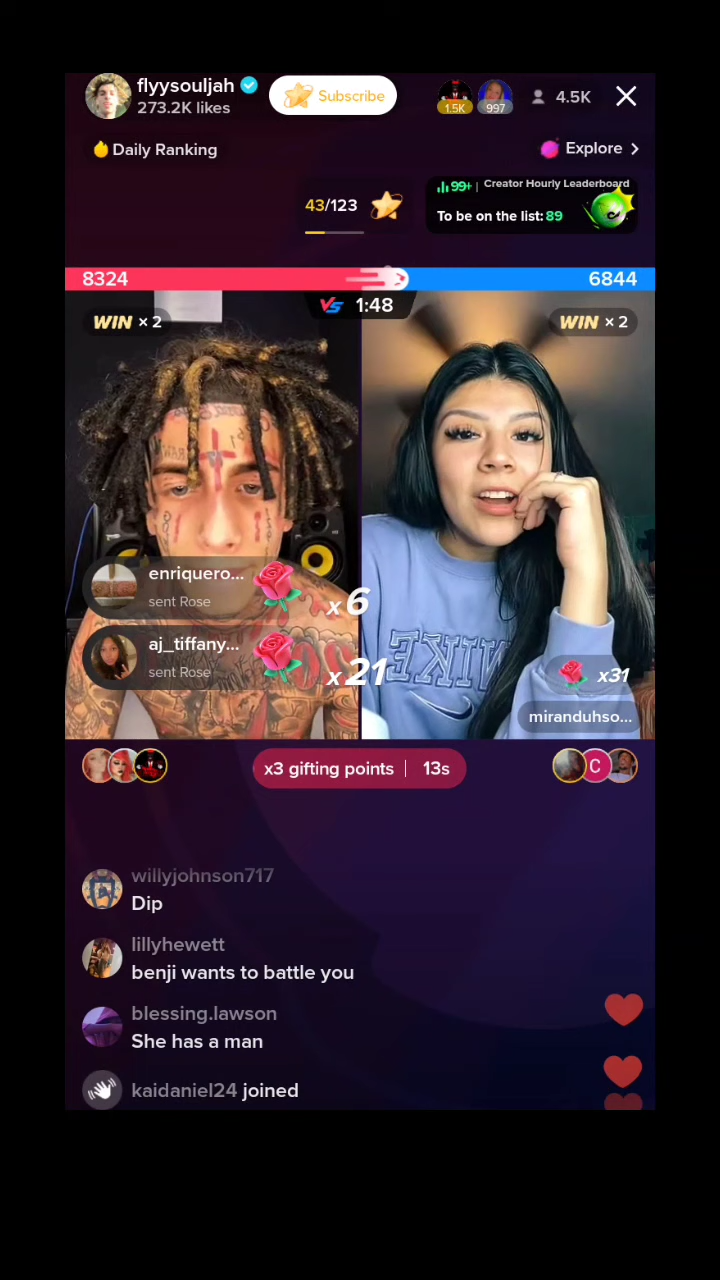 flyysouljah
273.2K likes
Subscribe
1.5K
997
4.5K
Daily Ranking
Explore
43/123
99+ | Creator Hourly Leaderboard
To be on the list: 89
8324
6844
WIN × 2
VS 1:48
WIN × 2
enriquero...
sent Rose
x6
aj_tiffany...
sent Rose
x21
NIKE
x31
miranduhso...
x3 gifting points | 13s
C
willyjohnson717
Dip
lillyhewett
benji wants to battle you
blessing.lawson
She has a man
kaidaniel24 joined